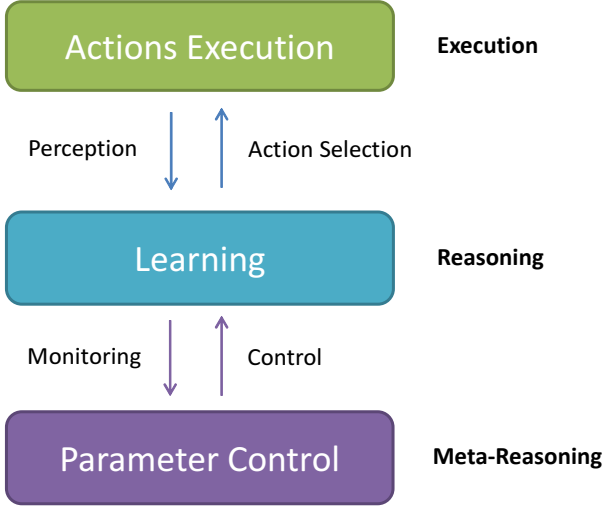 Actions Execution
Execution
Perception
Action Selection
Learning
Reasoning
Monitoring
Control
Parameter Control
Meta-Reasoning